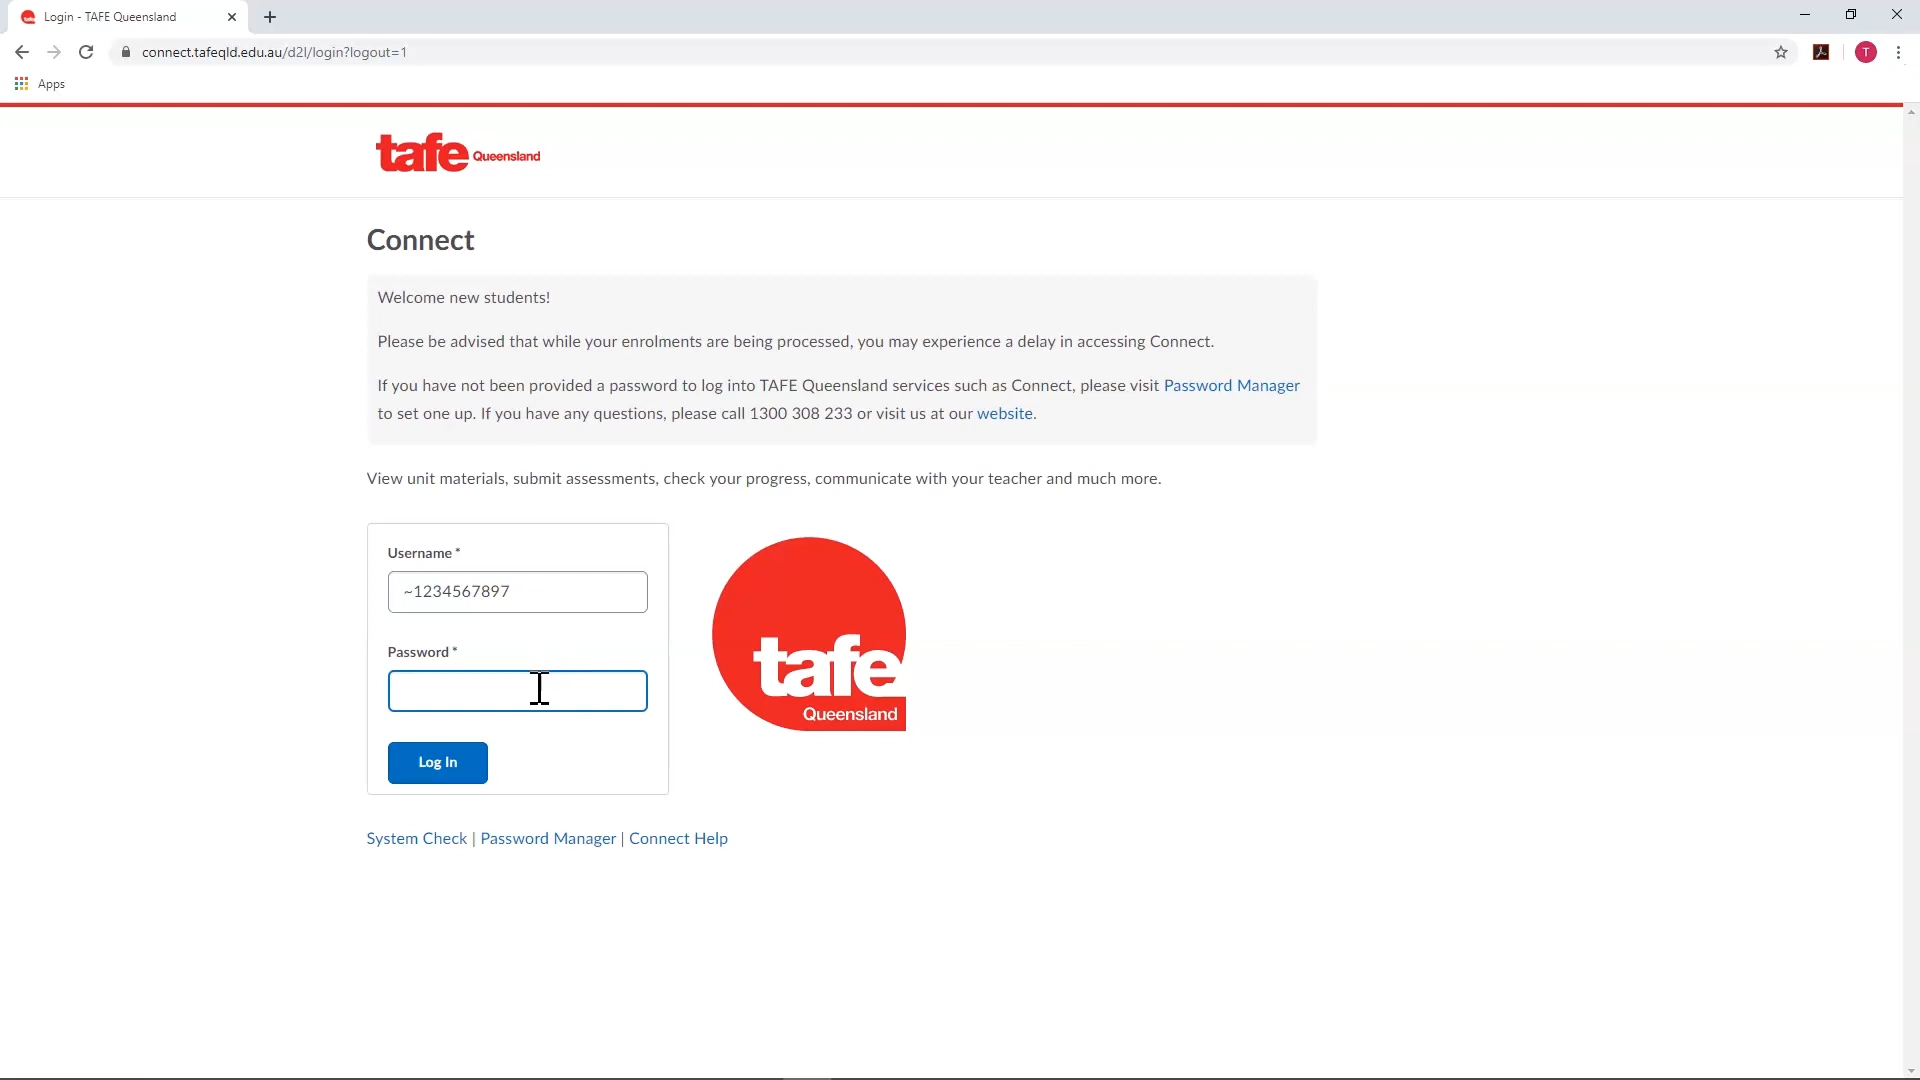 Login - TAFE Queensland
connect.tafeqld.edu.au/d2l/login?logout=1
T
Apps
tafe Queensland
Connect
Welcome new students!
Please be advised that while your enrolments are being processed, you may experience a delay in accessing Connect.
If you have not been provided a password to log into TAFE Queensland services such as Connect, please visit Password Manager
to set one up. If you have any questions, please call 1300 308 233 or visit us at our website.
View unit materials, submit assessments, check your progress, communicate with your teacher and much more.
Username *
~1234567897
Password *
tafe
Queensland
Log In
System Check | Password Manager | Connect Help